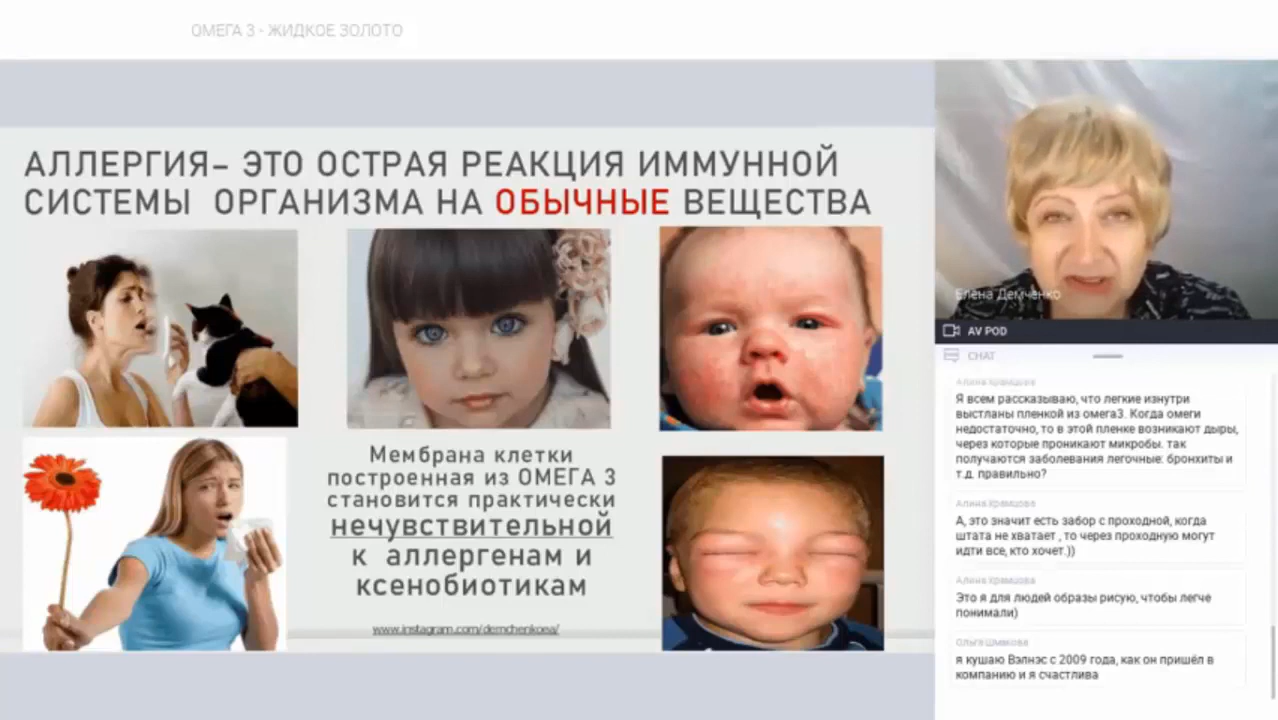 ОМЕГА 3 - ЖИДКОЕ ЗОЛОТО
АЛЛЕРГИЯ– ЭТО ОСТРАЯ РЕАКЦИЯ ИММУННОЙ
СИСТЕМЫ ОРГАНИЗМА НА ОБЫЧНЫЕ ВЕЩЕСТВА
Мембрана клетки
построенная из ОМЕГА 3
становится практически
нечувствительной
к аллергенам и
ксенобиотикам
www.instagram.com/demchenkoea/
Елена Демченко
AV POD
CHAT
Алина Храмцова
Я всем рассказываю, что легкие изнутри
выстланы пленкой из омега3. Когда омеги
недостаточно, то в этой пленке возникают дыры,
через которые проникают микробы. так
получаются заболевания легочные: бронхиты и
т.д. правильно?
Алина Храмцова
А, это значит есть забор с проходной, когда
штата не хватает , то через проходную могут
идти все, кто хочет.))
Алина Храмцова
Это я для людей образы рисую, чтобы легче
понимали)
Ольга Шмакова
я кушаю Вэлнэс с 2009 года, как он пришёл в
компанию и я счастлива